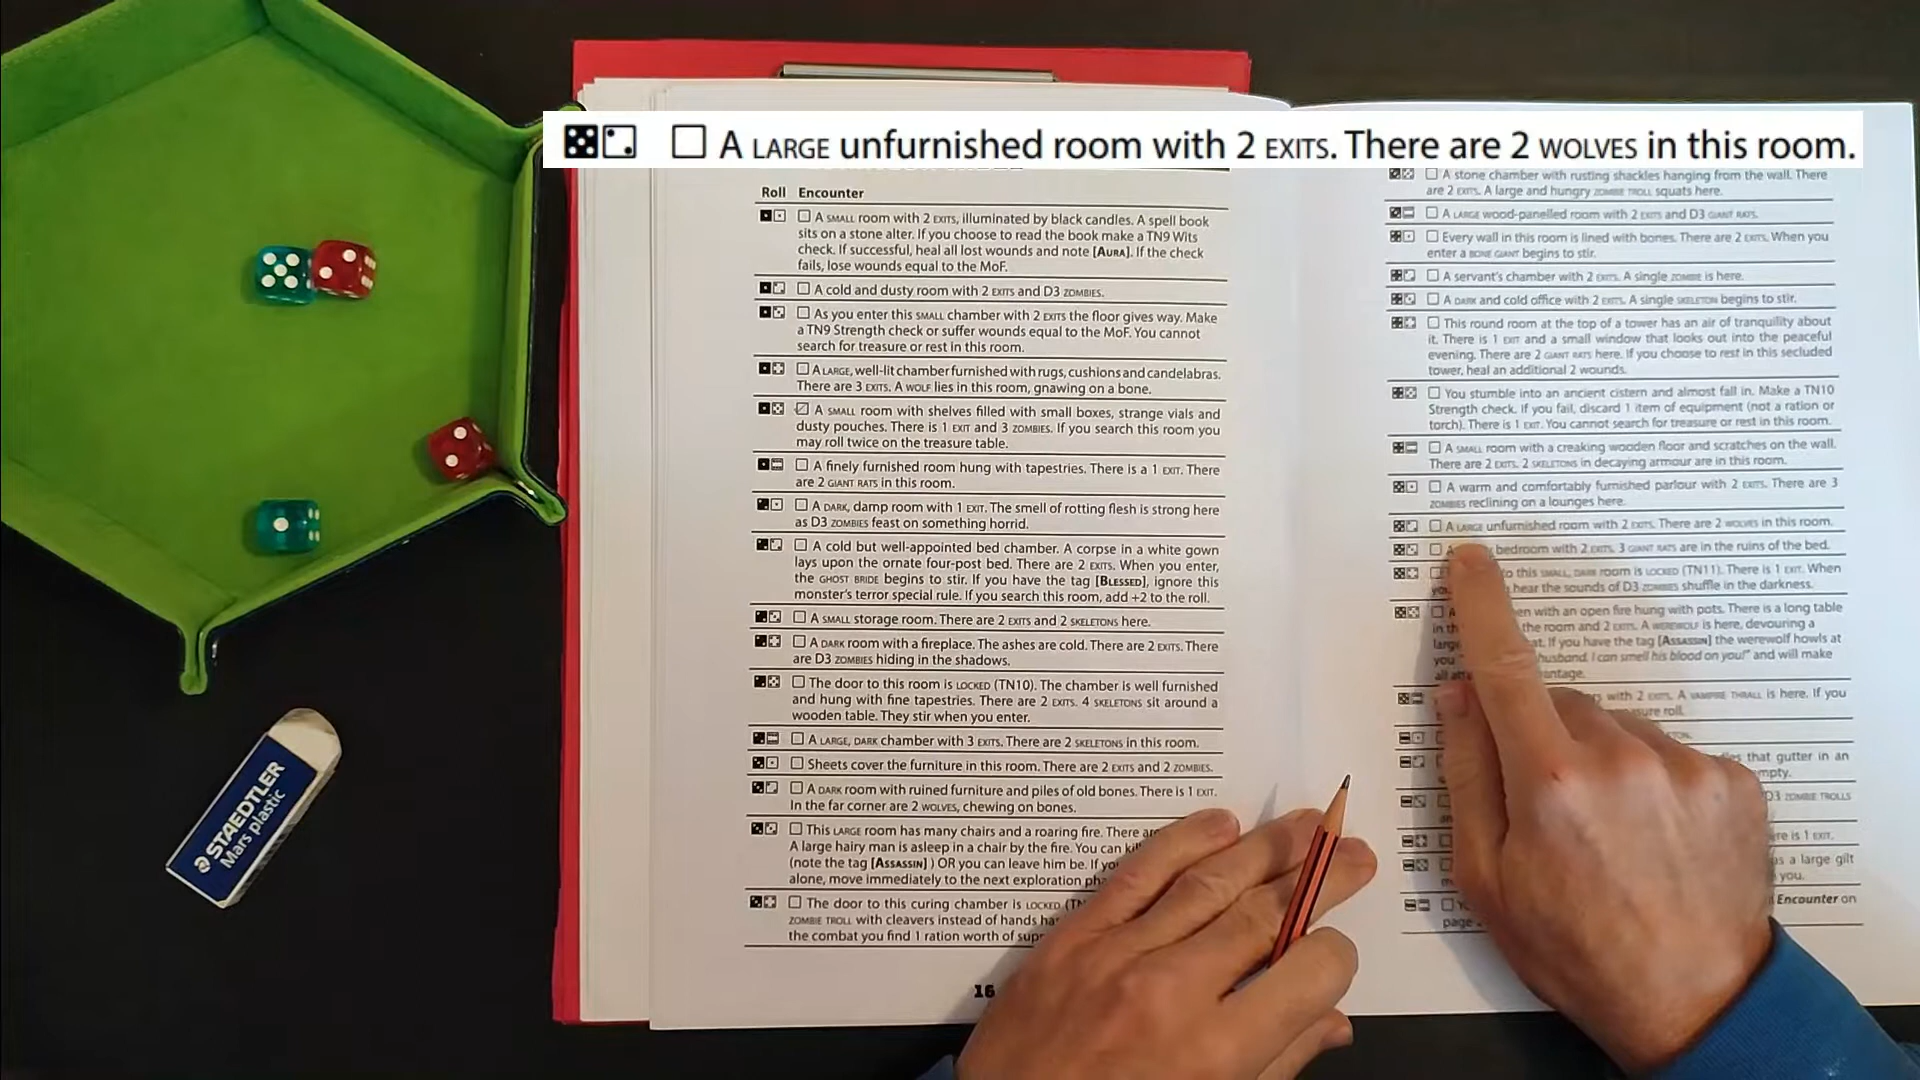 A LARGE unfurnished room with 2 EXITS. There are 2 WOLVES in this room.
Roll Encounter
A SMALL room with 2 EXITS, illuminated by black candles. A spell book
sits on a stone alter. If you choose to read the book make a TN9 Wits
check. If successful, heal all lost wounds and note [AURA]. If the check
fails, lose wounds equal to the MoF.
A cold and dusty room with 2 EXITS and D3 ZOMBIES.
As you enter this SMALL chamber with 2 EXITS the floor gives way. Make
a TN9 Strength check or suffer wounds equal to the MoF. You cannot
search for treasure or rest in this room.
A LARGE, well-lit chamber furnished with rugs, cushions and candelabras.
There are 3 EXITS. A WOLF lies in this room, gnawing on a bone.
A SMALL room with shelves filled with small boxes, strange vials and
dusty pouches. There is 1 EXIT and 3 ZOMBIES. If you search this room you
may roll twice on the treasure table.
A finely furnished room hung with tapestries. There is a 1 EXIT. There
are 2 GIANT RATS in this room.
A DARK, damp room with 1 EXIT. The smell of rotting flesh is strong here
as D3 ZOMBIES feast on something horrid.
A cold but well-appointed bed chamber. A corpse in a white gown
lays upon the ornate four-post bed. There are 2 EXITS. When you enter,
the GHOST BRIDE begins to stir. If you have the tag [BLESSED], ignore this
monster's terror special rule. If you search this room, add +2 to the roll.
A SMALL storage room. There are 2 EXITS and 2 SKELETONS here.
A DARK room with a fireplace. The ashes are cold. There are 2 EXITS. There
are D3 ZOMBIES hiding in the shadows.
The door to this room is LOCKED (TN10). The chamber is well furnished
and hung with fine tapestries. There are 2 EXITS. 4 SKELETONS sit around a
wooden table. They stir when you enter.
A LARGE, DARK chamber with 3 EXITS. There are 2 SKELETONS in this room.
Sheets cover the furniture in this room. There are 2 EXITS and 2 ZOMBIES.
A DARK room with ruined furniture and piles of old bones. There is 1 EXIT.
In the far corner are 2 WOLVES, chewing on bones.
This LARGE room has many chairs and a roaring fire. There
A large hairy man is asleep in a chair by the fire. You can
(note the tag [ASSASSIN] ) OR you can leave him be. If
alone, move immediately to the next exploration
The door to this curing chamber is LOCKED
ZOMBIE TROLL with cleavers instead of hands
the combat you find 1 ration worth of
16
A stone chamber with rusting shackles hanging from the wall. There
are 2 EXITS. A large and hungry ZOMBIE TROLL squats here.
A LARGE wood-panelled room with 2 EXITS and D3 GIANT RATS.
Every wall in this room is lined with bones. There are 2 EXITS. When you
enter a BONE GIANT begins to stir.
A servant's chamber with 2 EXITS. A single ZOMBIE is here.
A DARK and cold office with 2 EXITS. A single SKELETON begins to stir.
This round room at the top of a tower has an air of tranquility about
it. There is 1 EXIT and a small window that looks out into the peaceful
evening. There are 2 GIANT RATS here. If you choose to rest in this secluded
tower, heal an additional 2 wounds.
You stumble into an ancient cistern and almost fall in. Make a TN10
Strength check. If you fail, discard 1 item of equipment (not a ration or
torch). There is 1 EXIT. You cannot search for treasure or rest in this room.
A SMALL room with a creaking wooden floor and scratches on the wall.
There are 2 EXITS. 2 SKELETONS in decaying armour are in this room.
A warm and comfortably furnished parlour with 2 EXITS. There are 3
ZOMBIES reclining on a lounges here.
A LARGE unfurnished room with 2 EXITS. There are 2 WOLVES in this room.
bedroom with 2 EXITS. 3 GIANT RATS are in the ruins of the bed.
to this SMALL, DARK room is LOCKED (TN11). There is 1 EXIT. When
hear the sounds of D3 ZOMBIES shuffle in the darkness.
with an open fire hung with pots. There is a long table
the room and 2 EXITS. A WEREWOLF is here, devouring a
If you have the tag [ASSASSIN] the werewolf howls at
husband. I can smell his blood on you!" and will make
with 2 EXITS. A VAMPIRE THRALL is here. If you
roll.
that gutter in an
D3 ZOMBIE TROLLS
is 1 EXIT.
as a large gilt
you.
Encounter on
page
STAEDTLER
Mars plastic